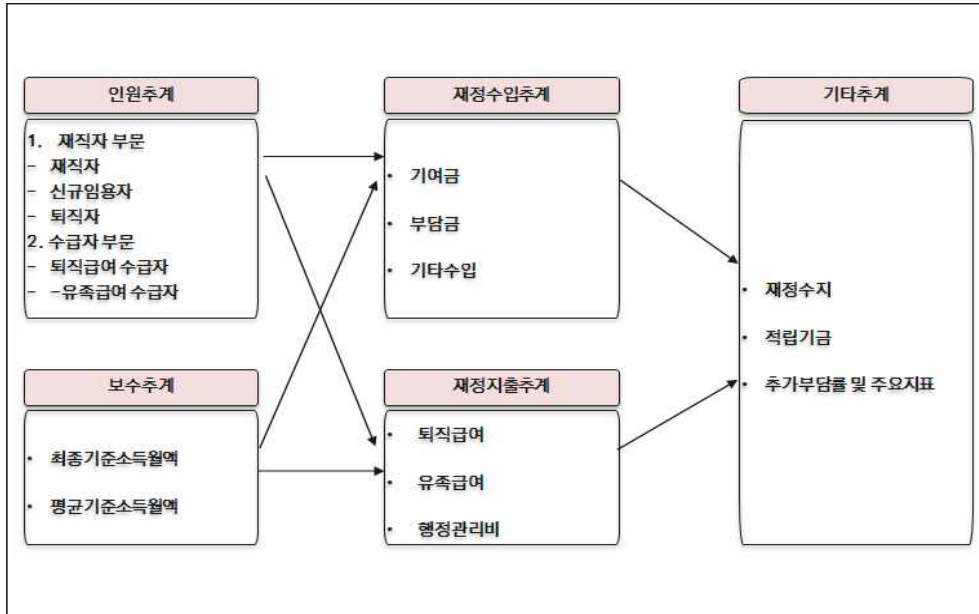 인원추계
1. 재직자 부문
- 재직자
- 신규임용자
- 퇴직자
2. 수급자 부문
- 퇴직급여 수급자
- -유족급여 수급자
보수추계
• 최종기준소득월액
• 평균기준소득월액
재정수입추계
• 기여금
• 부담금
• 기타수입
재정지출추계
• 퇴직급여
• 유족급여
• 행정관리비
기타추계
• 재정수지
• 적립기금
• 추가부담률 및 주요지표